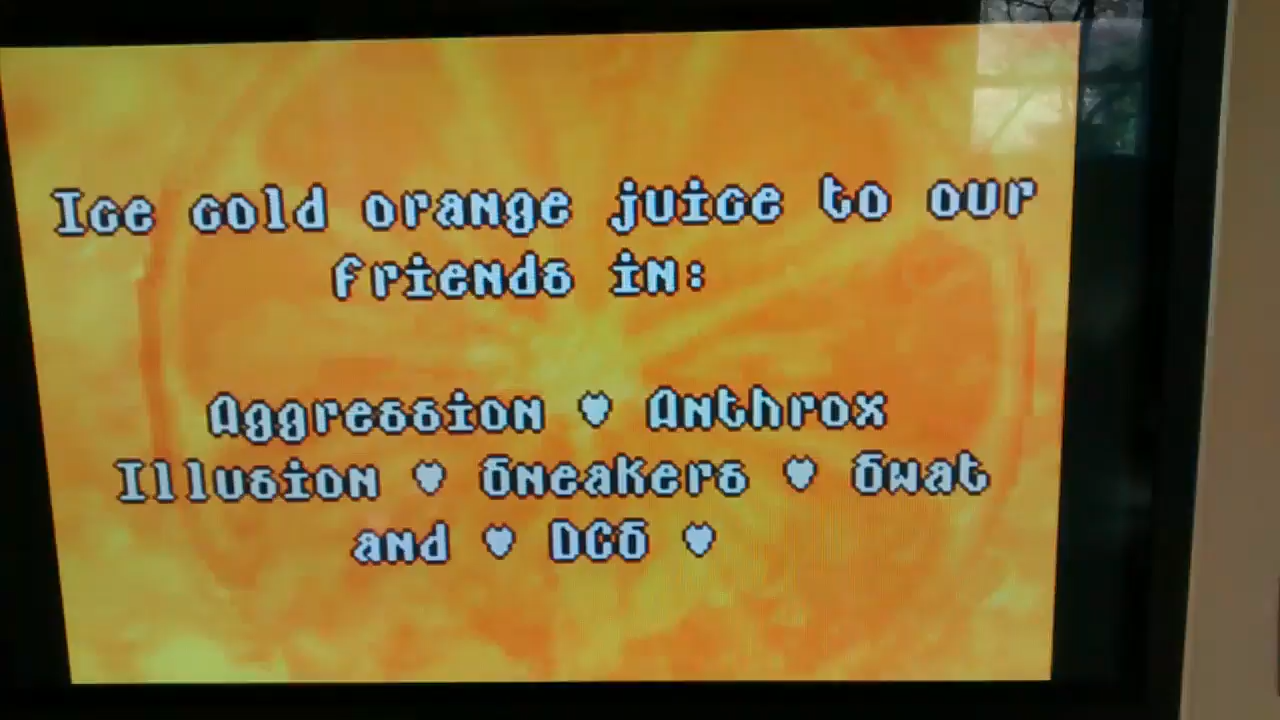 Ice cold orange juice to our
friends in:
Aggression ♥ Anthrox
Illusion ♥ Sneakers ♥ Swat
and ♥ DCS ♥